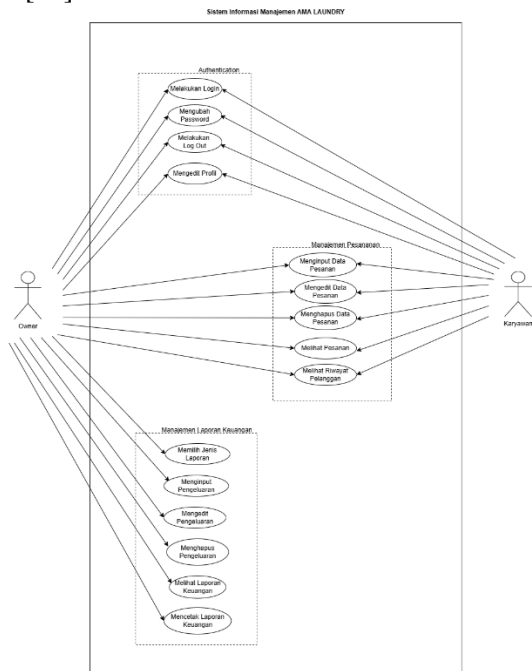 Sistem Informasi Manajemen AMA LAUNDRY
Authentication
Melakukan Login
Mengubah
Password
Melakukan
Log Out
Mengedit Profil
Manajemen Pesananan
Menginput Data
Pesanan
Mengedit Data
Pesanan
Menghapus Data
Pesanan
Melihat Pesanan
Melihat Riwayat
Pelanggan
Owner
Karyawan
Manajemen Laporan Keuangan
Memilih Jenis
Laporan
Menginput
Pengeluaran
Mengedit
Pengeluaran
Menghapus
Pengeluaran
Melihat Laporan
Keuangan
Mencetak Laporan
Keuangan